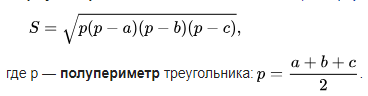 S = √p(p − a)(p − b)(p − c),
где p — полупериметр треугольника: p = (a + b + c)/2.